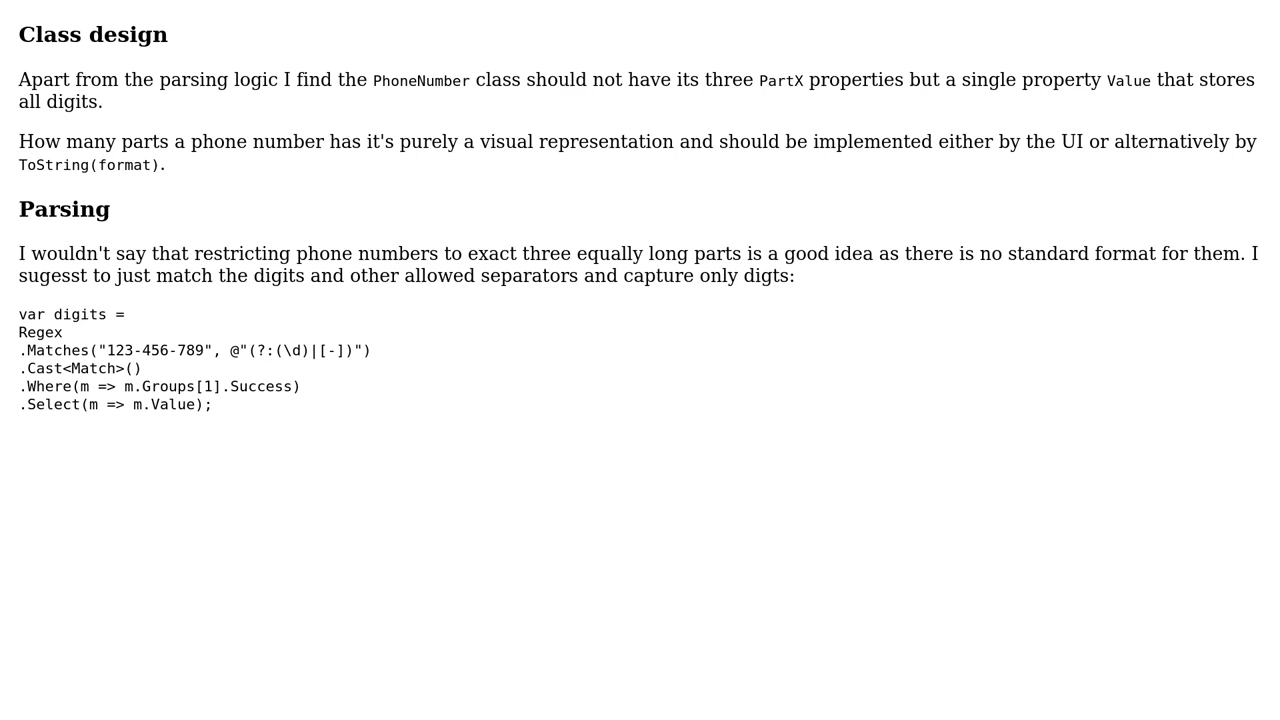 Class design
Apart from the parsing logic I find the PhoneNumber class should not have its three PartX properties but a single property Value that stores
all digits.
How many parts a phone number has it's purely a visual representation and should be implemented either by the UI or alternatively by
ToString(format).
Parsing
I wouldn't say that restricting phone numbers to exact three equally long parts is a good idea as there is no standard format for them. I
sugesst to just match the digits and other allowed separators and capture only digts:
var digits =
Regex
.Matches("123-456-789", @"(?:(\d)|[-])")
.Cast<Match>()
.Where(m => m.Groups[1].Success)
.Select(m => m.Value);